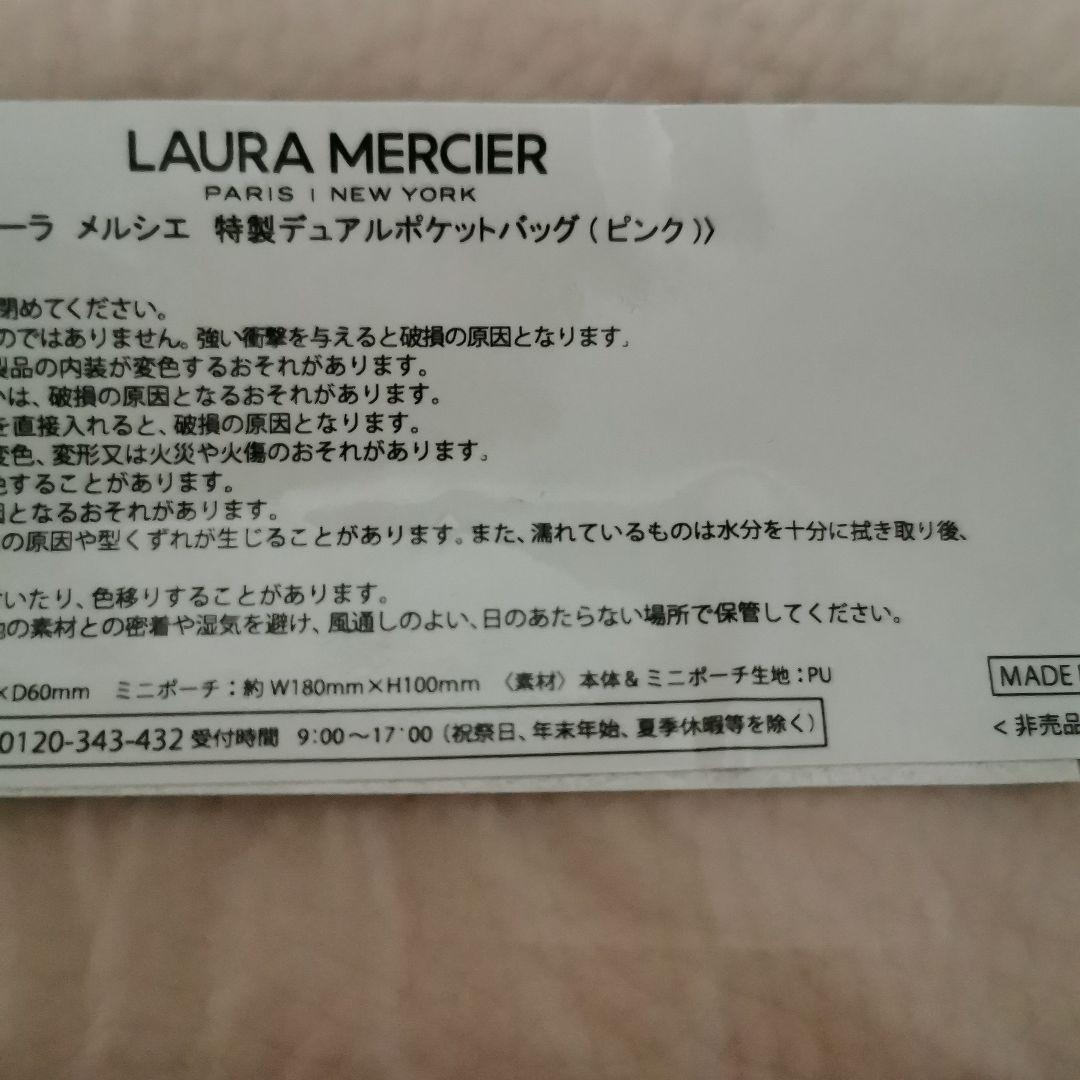 LAURA MERCIER
PARIS | NEW YORK
ーラ メルシエ 特製デュアルポケットバッグ(ピンク)〉
閉めてください。
のではありません。強い衝撃を与えると破損の原因となります。
製品の内装が変色するおそれがあります。
は、破損の原因となるおそれがあります。
を直接入れると、破損の原因となります。
変色、変形又は火災や火傷のおそれがあります。
色することがあります。
因となるおそれがあります。
の原因や型くずれが生じることがあります。また、濡れているものは水分を十分に拭き取り後、
いたり、色移りすることがあります。
の素材との密着や湿気を避け、風通しのよい、日のあたらない場所で保管してください。
×D60mm ミニポーチ:約W180mm×H100mm 〈素材〉本体&ミニポーチ生地:PU
MADE
0120-343-432 受付時間 9:00〜17:00 (祝祭日、年末年始、夏季休暇等を除く)
<非売品